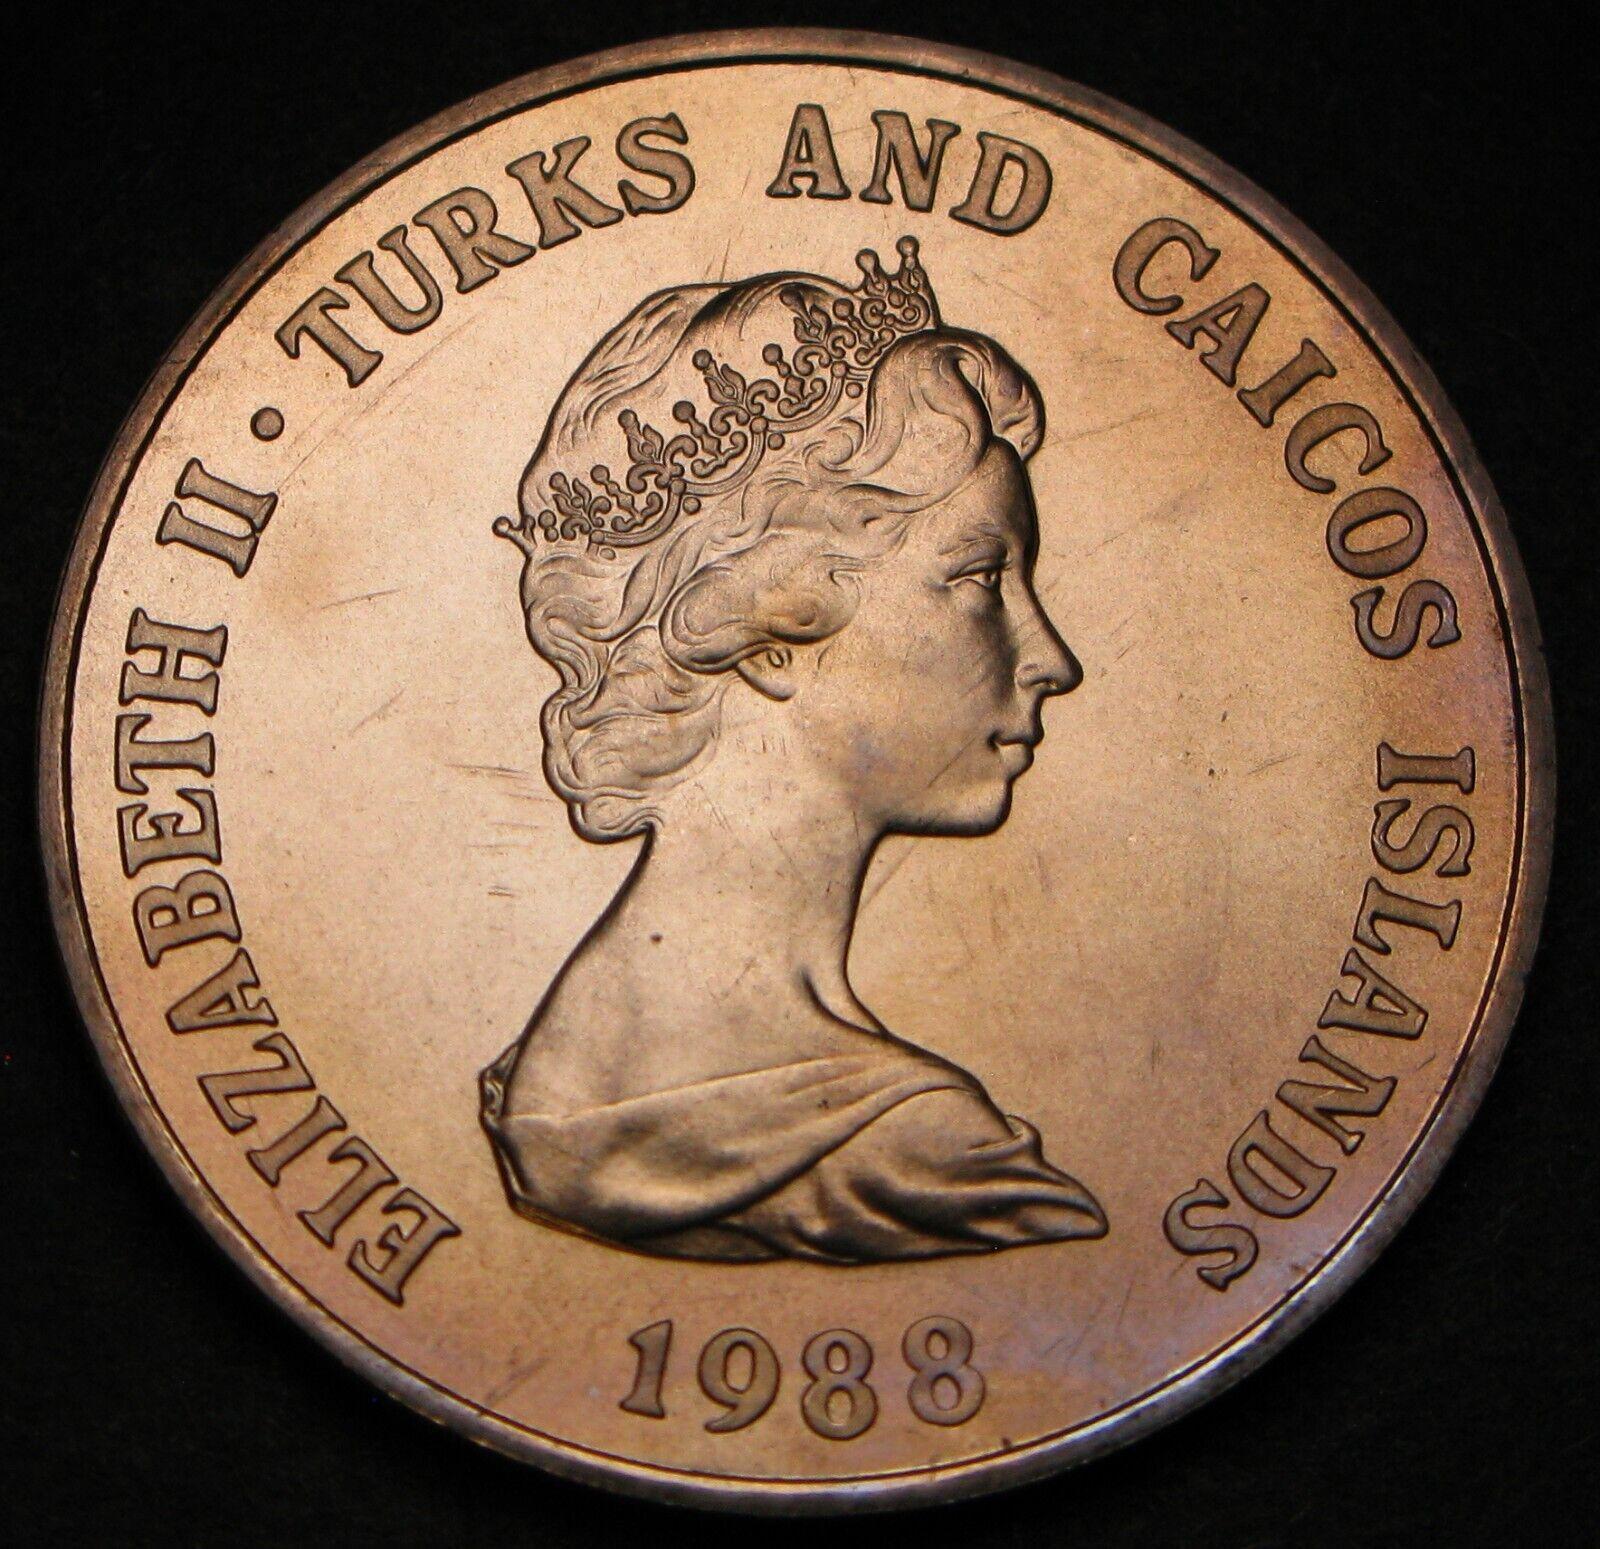 ELIZABETH II · TURKS AND CAICOS ISLANDS
1988